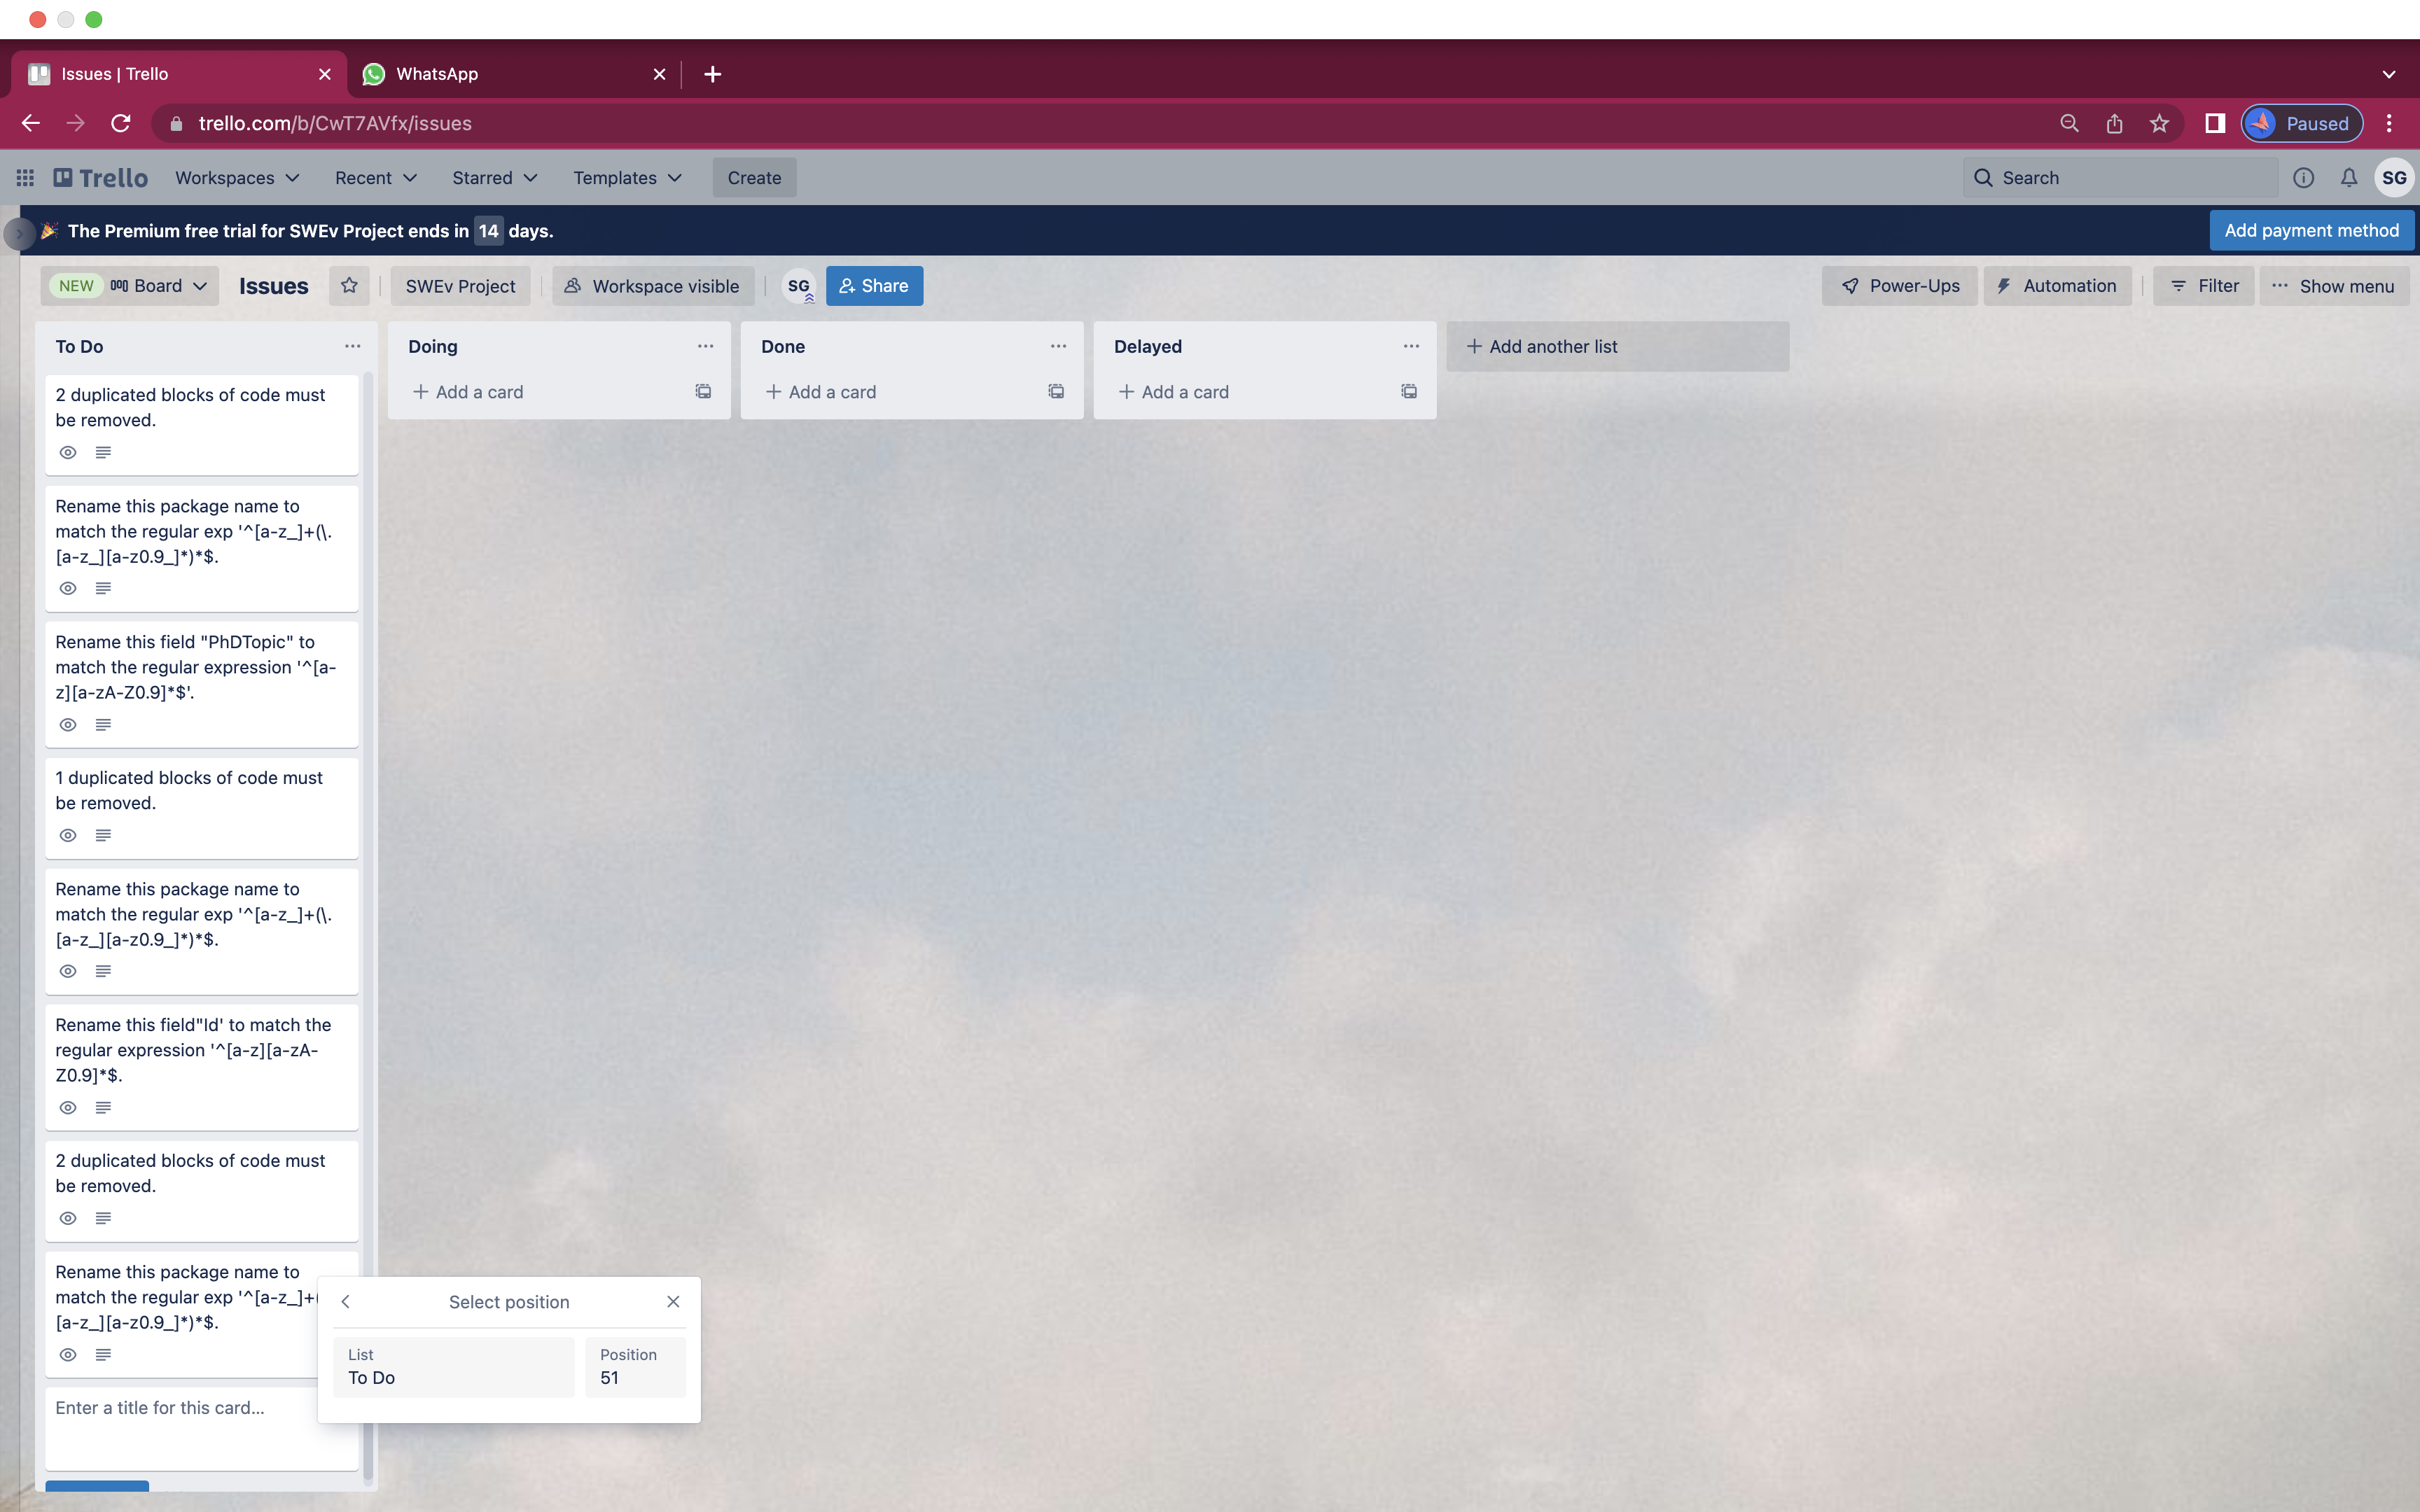 Issues | Trello
WhatsApp
trello.com/b/CwT7AVfx/issues
Paused
Trello
Workspaces
Recent
Starred
Templates
Create
Search
SG
The Premium free trial for SWEv Project ends in 14 days.
Add payment method
NEW Board
Issues
SWEv Project
Workspace visible
SG
Share
Power-Ups
Automation
Filter
Show menu
To Do
2 duplicated blocks of code must
be removed.
Rename this package name to
match the regular exp '^[a-z_]+(\.
[a-z_][a-z0.9_]*)*$.
Rename this field "PhDTopic" to
match the regular expression '^[a-
z][a-zA-Z0.9]*$'.
1 duplicated blocks of code must
be removed.
Rename this package name to
match the regular exp '^[a-z_]+(\.
[a-z_][a-z0.9_]*)*$.
Rename this field"Id' to match the
regular expression '^[a-z][a-zA-
Z0.9]*$.
2 duplicated blocks of code must
be removed.
Rename this package name to
match the regular exp '^[a-z_]+(
[a-z_][a-z0.9_]*)*$.
Enter a title for this card...
Doing
Add a card
Done
Add a card
Delayed
Add a card
Add another list
Select position
List
To Do
Position
51